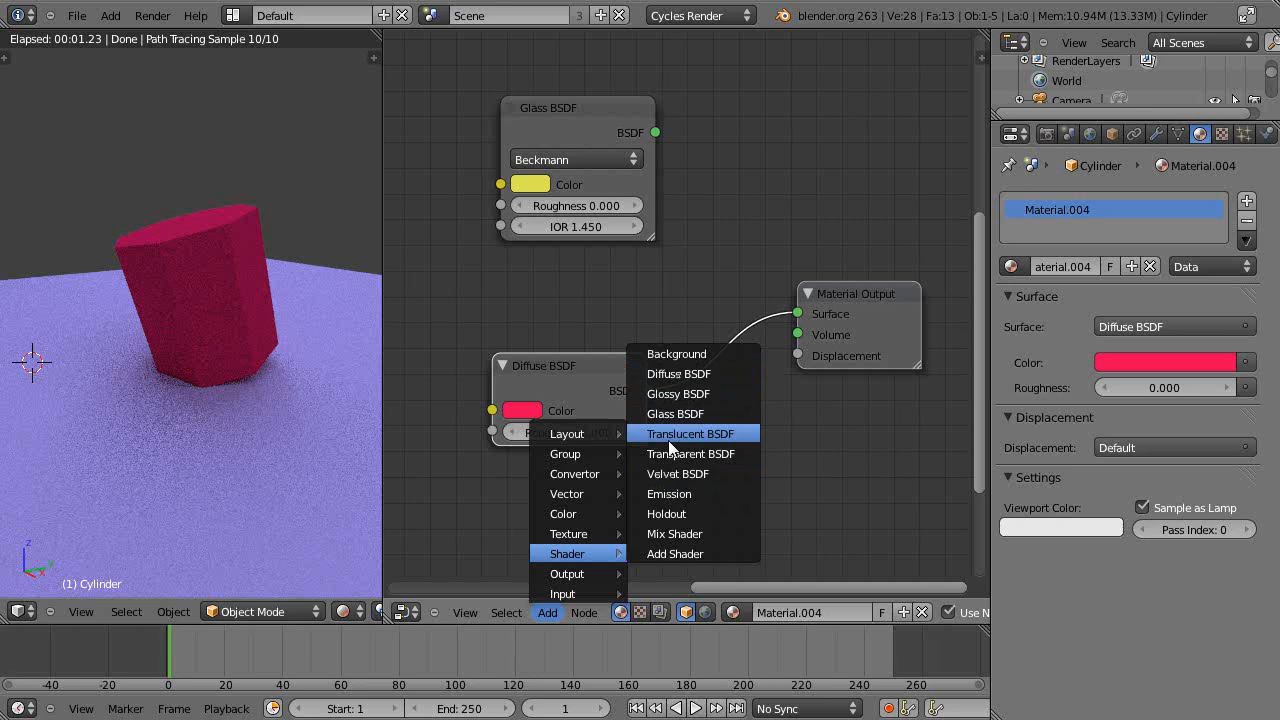 File Add Render Help Default Scene 3 Cycles Render blender.org 263 | Ve:28 | Fa:13 | Ob:1-5 | La:0 | Mem:10.94M (13.33M) | Cylinder
Elapsed: 00:01.23 | Done | Path Tracing Sample 10/10
(1) Cylinder
z
y
x
View Select Object Object Mode
Glass BSDF
BSDF
Beckmann
Color
Roughness 0.000
IOR 1.450
Material Output
Surface
Volume
Displacement
Diffuse BSDF
Color
Layout
Group
Convertor
Vector
Color
Texture
Shader
Output
Input
Background
Diffuse BSDF
Glossy BSDF
Glass BSDF
Translucent BSDF
Transparent BSDF
Velvet BSDF
Emission
Holdout
Mix Shader
Add Shader
View Select Add Node Material.004 F Use N
View Search All Scenes
RenderLayers
World
Camera
Cylinder Material.004
Material.004
aterial.004 F Data
Surface
Surface: Diffuse BSDF
Color:
Roughness: 0.000
Displacement
Displacement: Default
Settings
Viewport Color: Sample as Lamp
Pass Index: 0
-40 -20 0 20 40 60 80 100 120 140 160 180 200 220 240 260
View Marker Frame Playback Start: 1 End: 250 1 No Sync